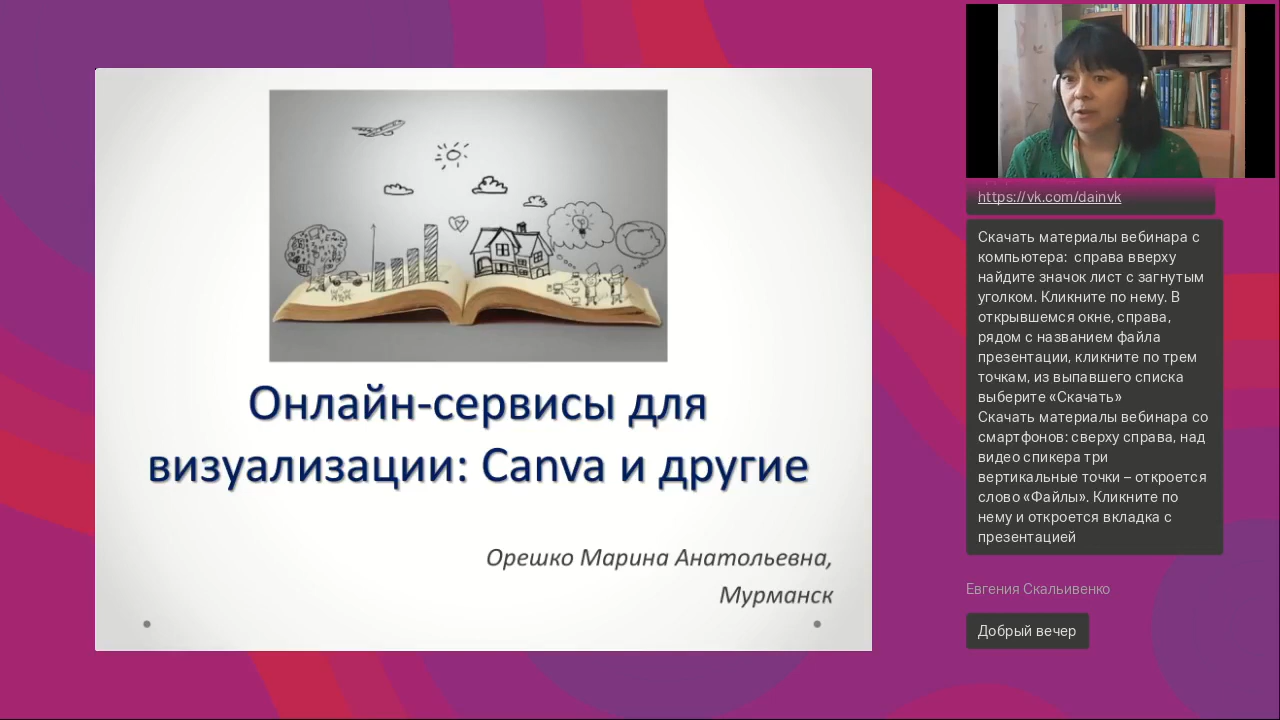 Онлайн-сервисы для
визуализации: Canva и другие
Орешко Марина Анатольевна,
Мурманск
https://vk.com/dainvk
Скачать материалы вебинара с
компьютера: справа вверху
найдите значок лист с загнутым
уголком. Кликните по нему. В
открывшемся окне, справа,
рядом с названием файла
презентации, кликните по трем
точкам, из выпавшего списка
выберите «Скачать»
Скачать материалы вебинара со
смартфонов: сверху справа, над
видео спикера три
вертикальные точки – откроется
слово «Файлы». Кликните по
нему и откроется вкладка с
презентацией
Евгения Скальивенко
Добрый вечер